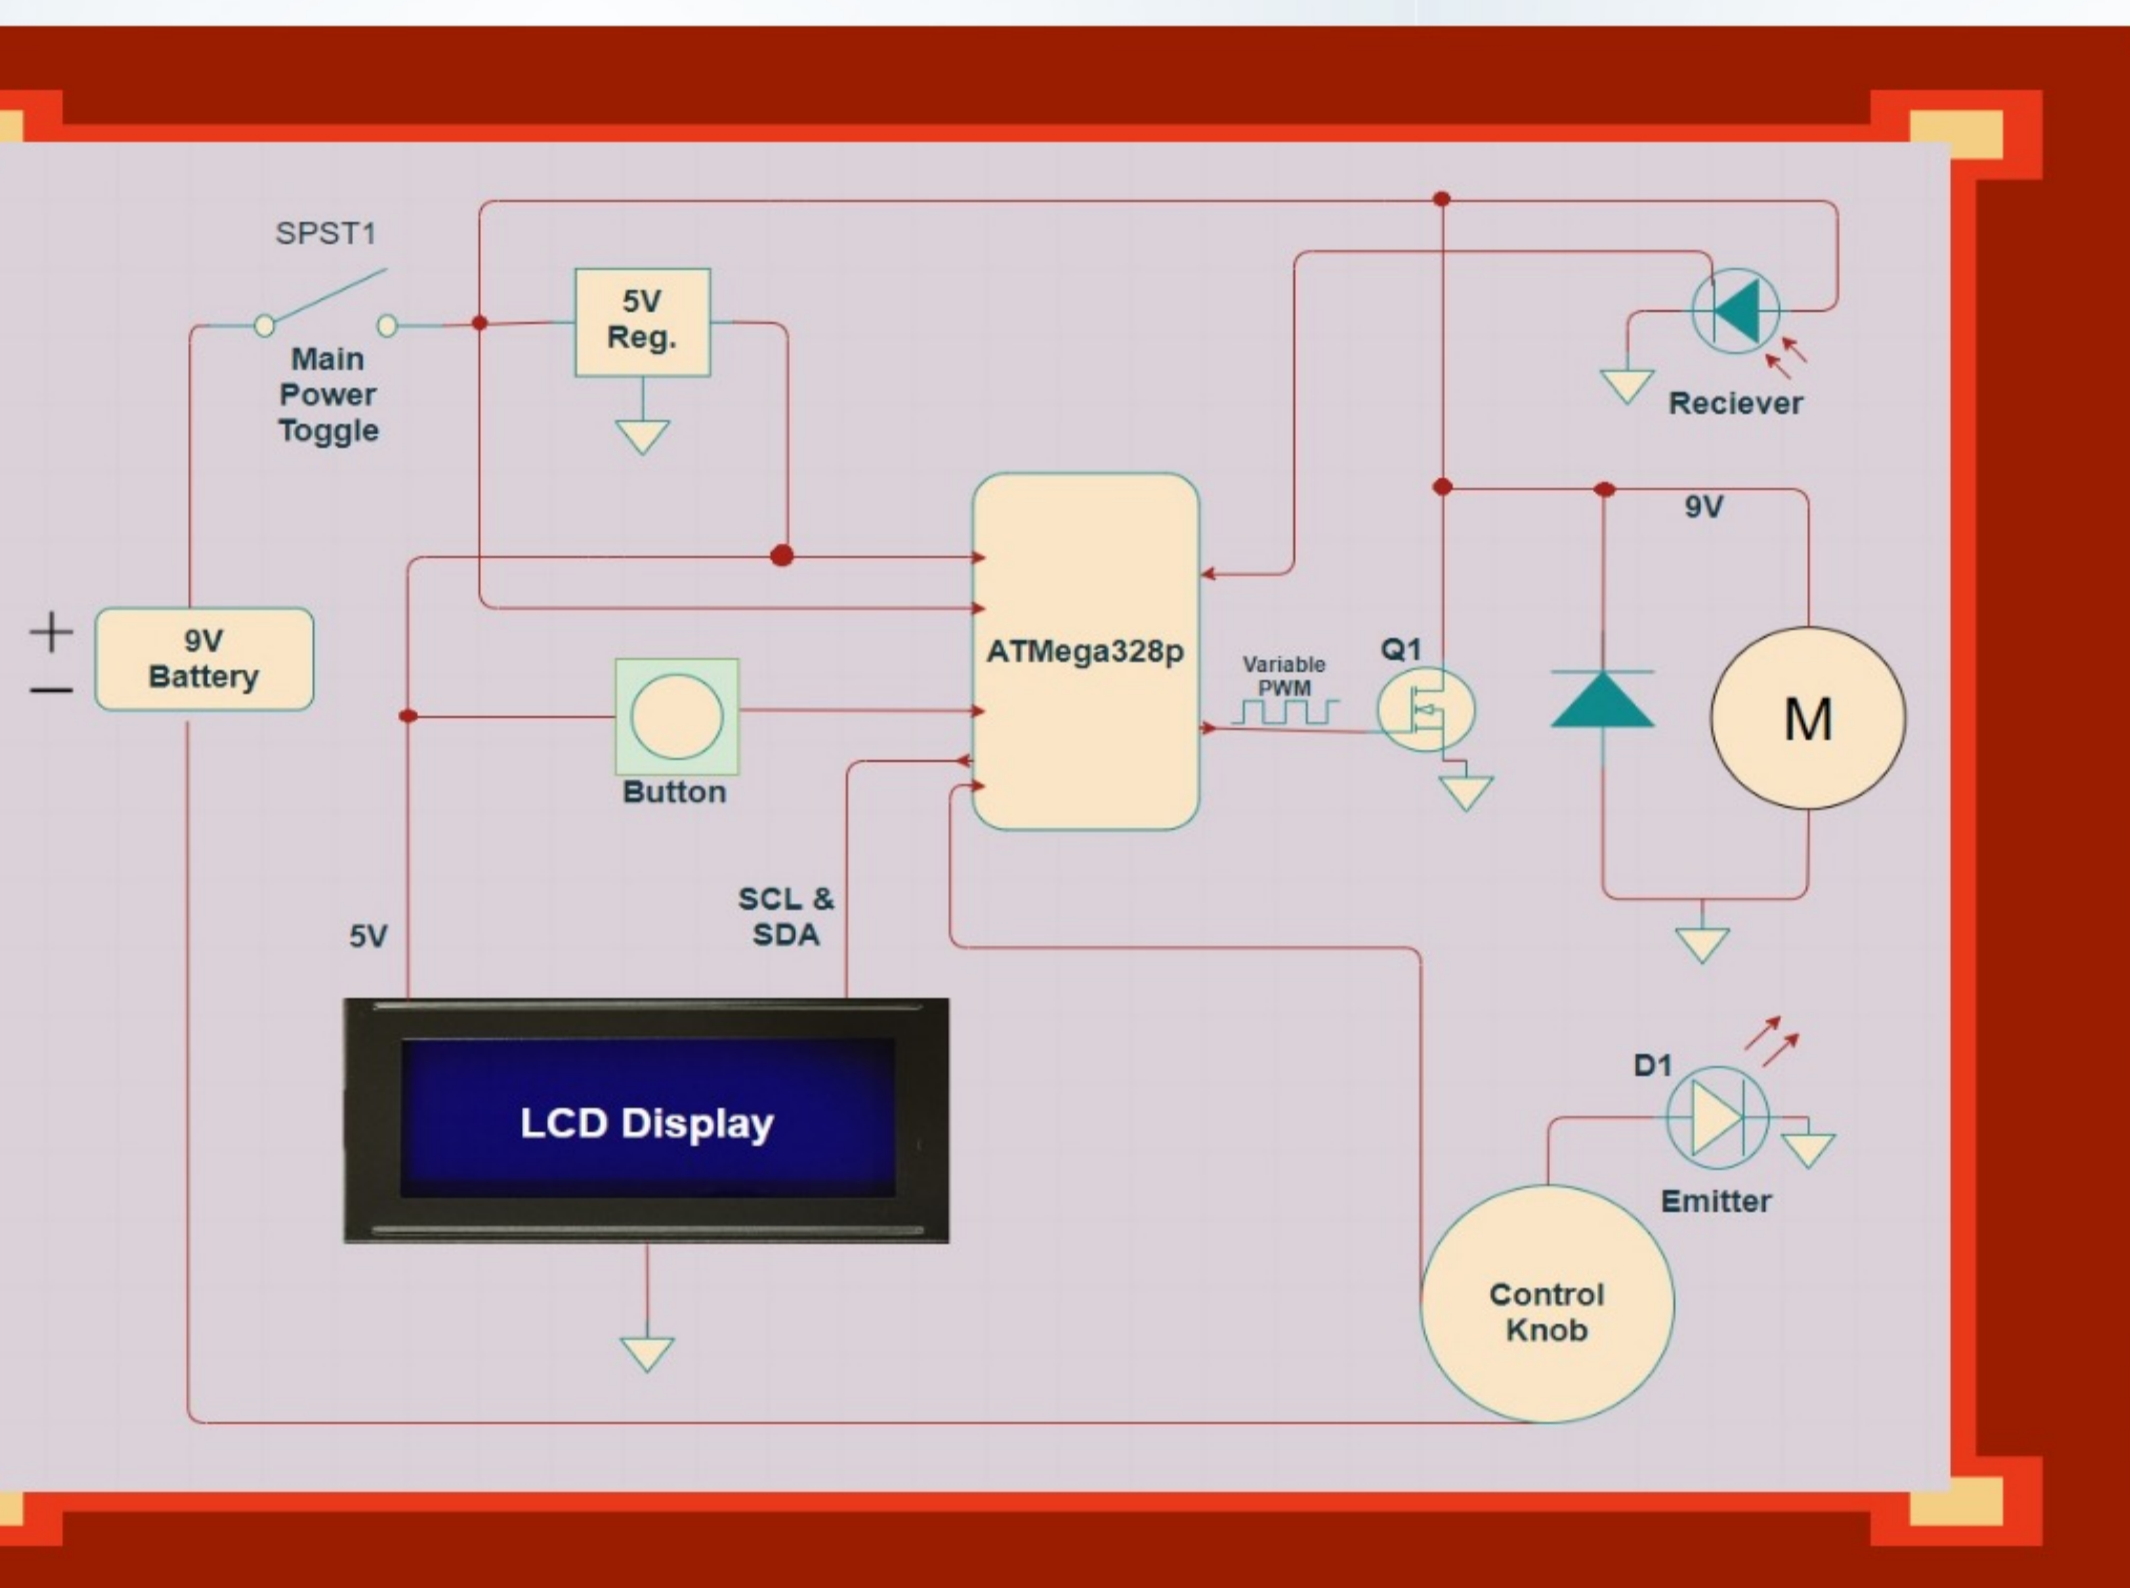 SPST1
Main
Power
Toggle
5V
Reg.
Reciever
9V
+
−
9V
Battery
ATMega328p
Variable
PWM
Q1
M
Button
SCL &
SDA
5V
LCD Display
D1
Emitter
Control
Knob